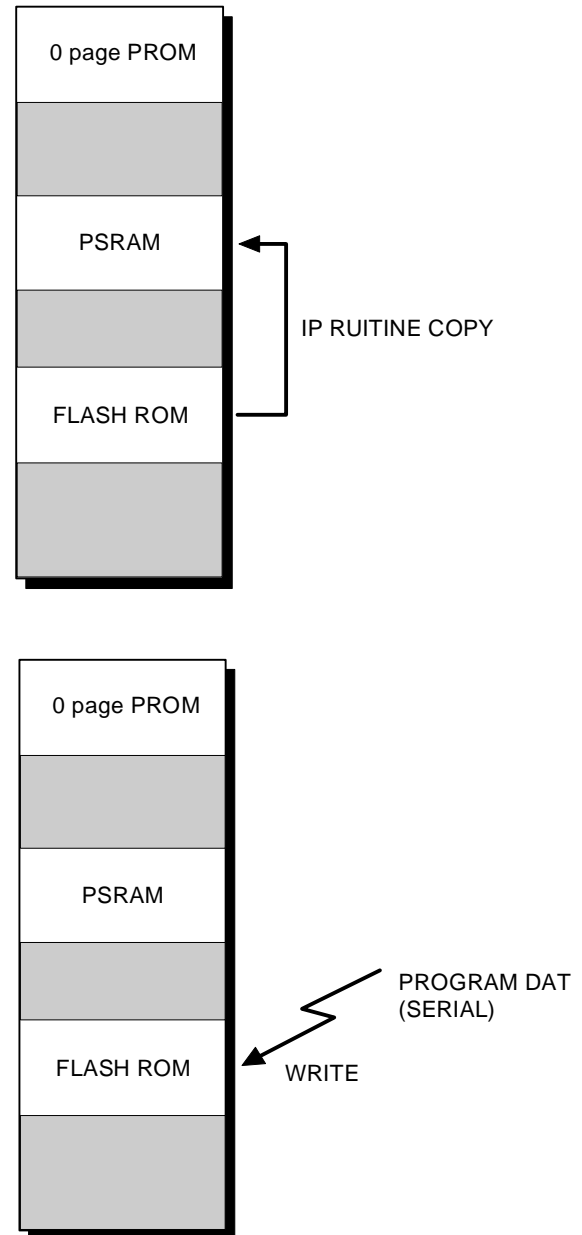 0 page PROM
PSRAM
IP RUITINE COPY
FLASH ROM
0 page PROM
PSRAM
PROGRAM DAT
(SERIAL)
FLASH ROM
WRITE